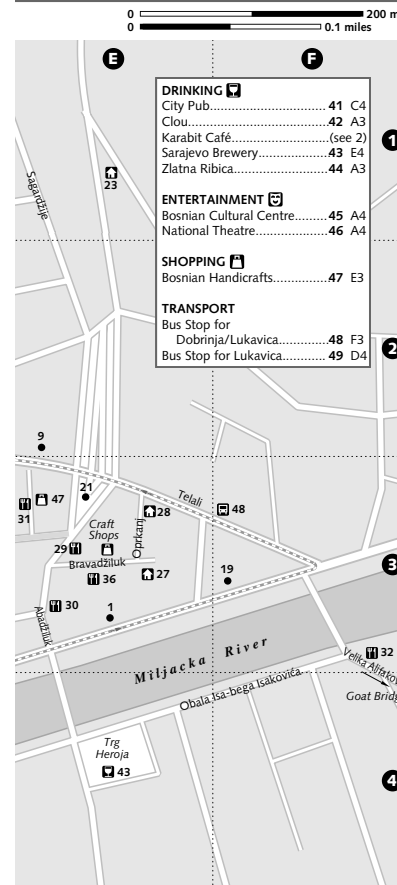 0 200 m
0 0.1 miles
E F
DRINKING
City Pub 41 C4
Clou 42 A3
Karabit Café (see 2)
Sarajevo Brewery 43 E4
Zlatna Ribica 44 A3
ENTERTAINMENT
Bosnian Cultural Centre 45 A4
National Theatre 46 A4
SHOPPING
Bosnian Handicrafts 47 E3
TRANSPORT
Bus Stop for
Dobrinja/Lukavica 48 F3
Bus Stop for Lukavica 49 D4
1
23
Sagardžije
2
9
21
47
31
28
Telali
48
Craft
Shops
Oprkanj
29
Bravadžiluk
36
27
19
3
30
1
Abadžiluk
Miljacka River
32
Velika Alifako
Goat Bridg
Obala Isa-bega Isakovića
Trg
Heroja
43
4